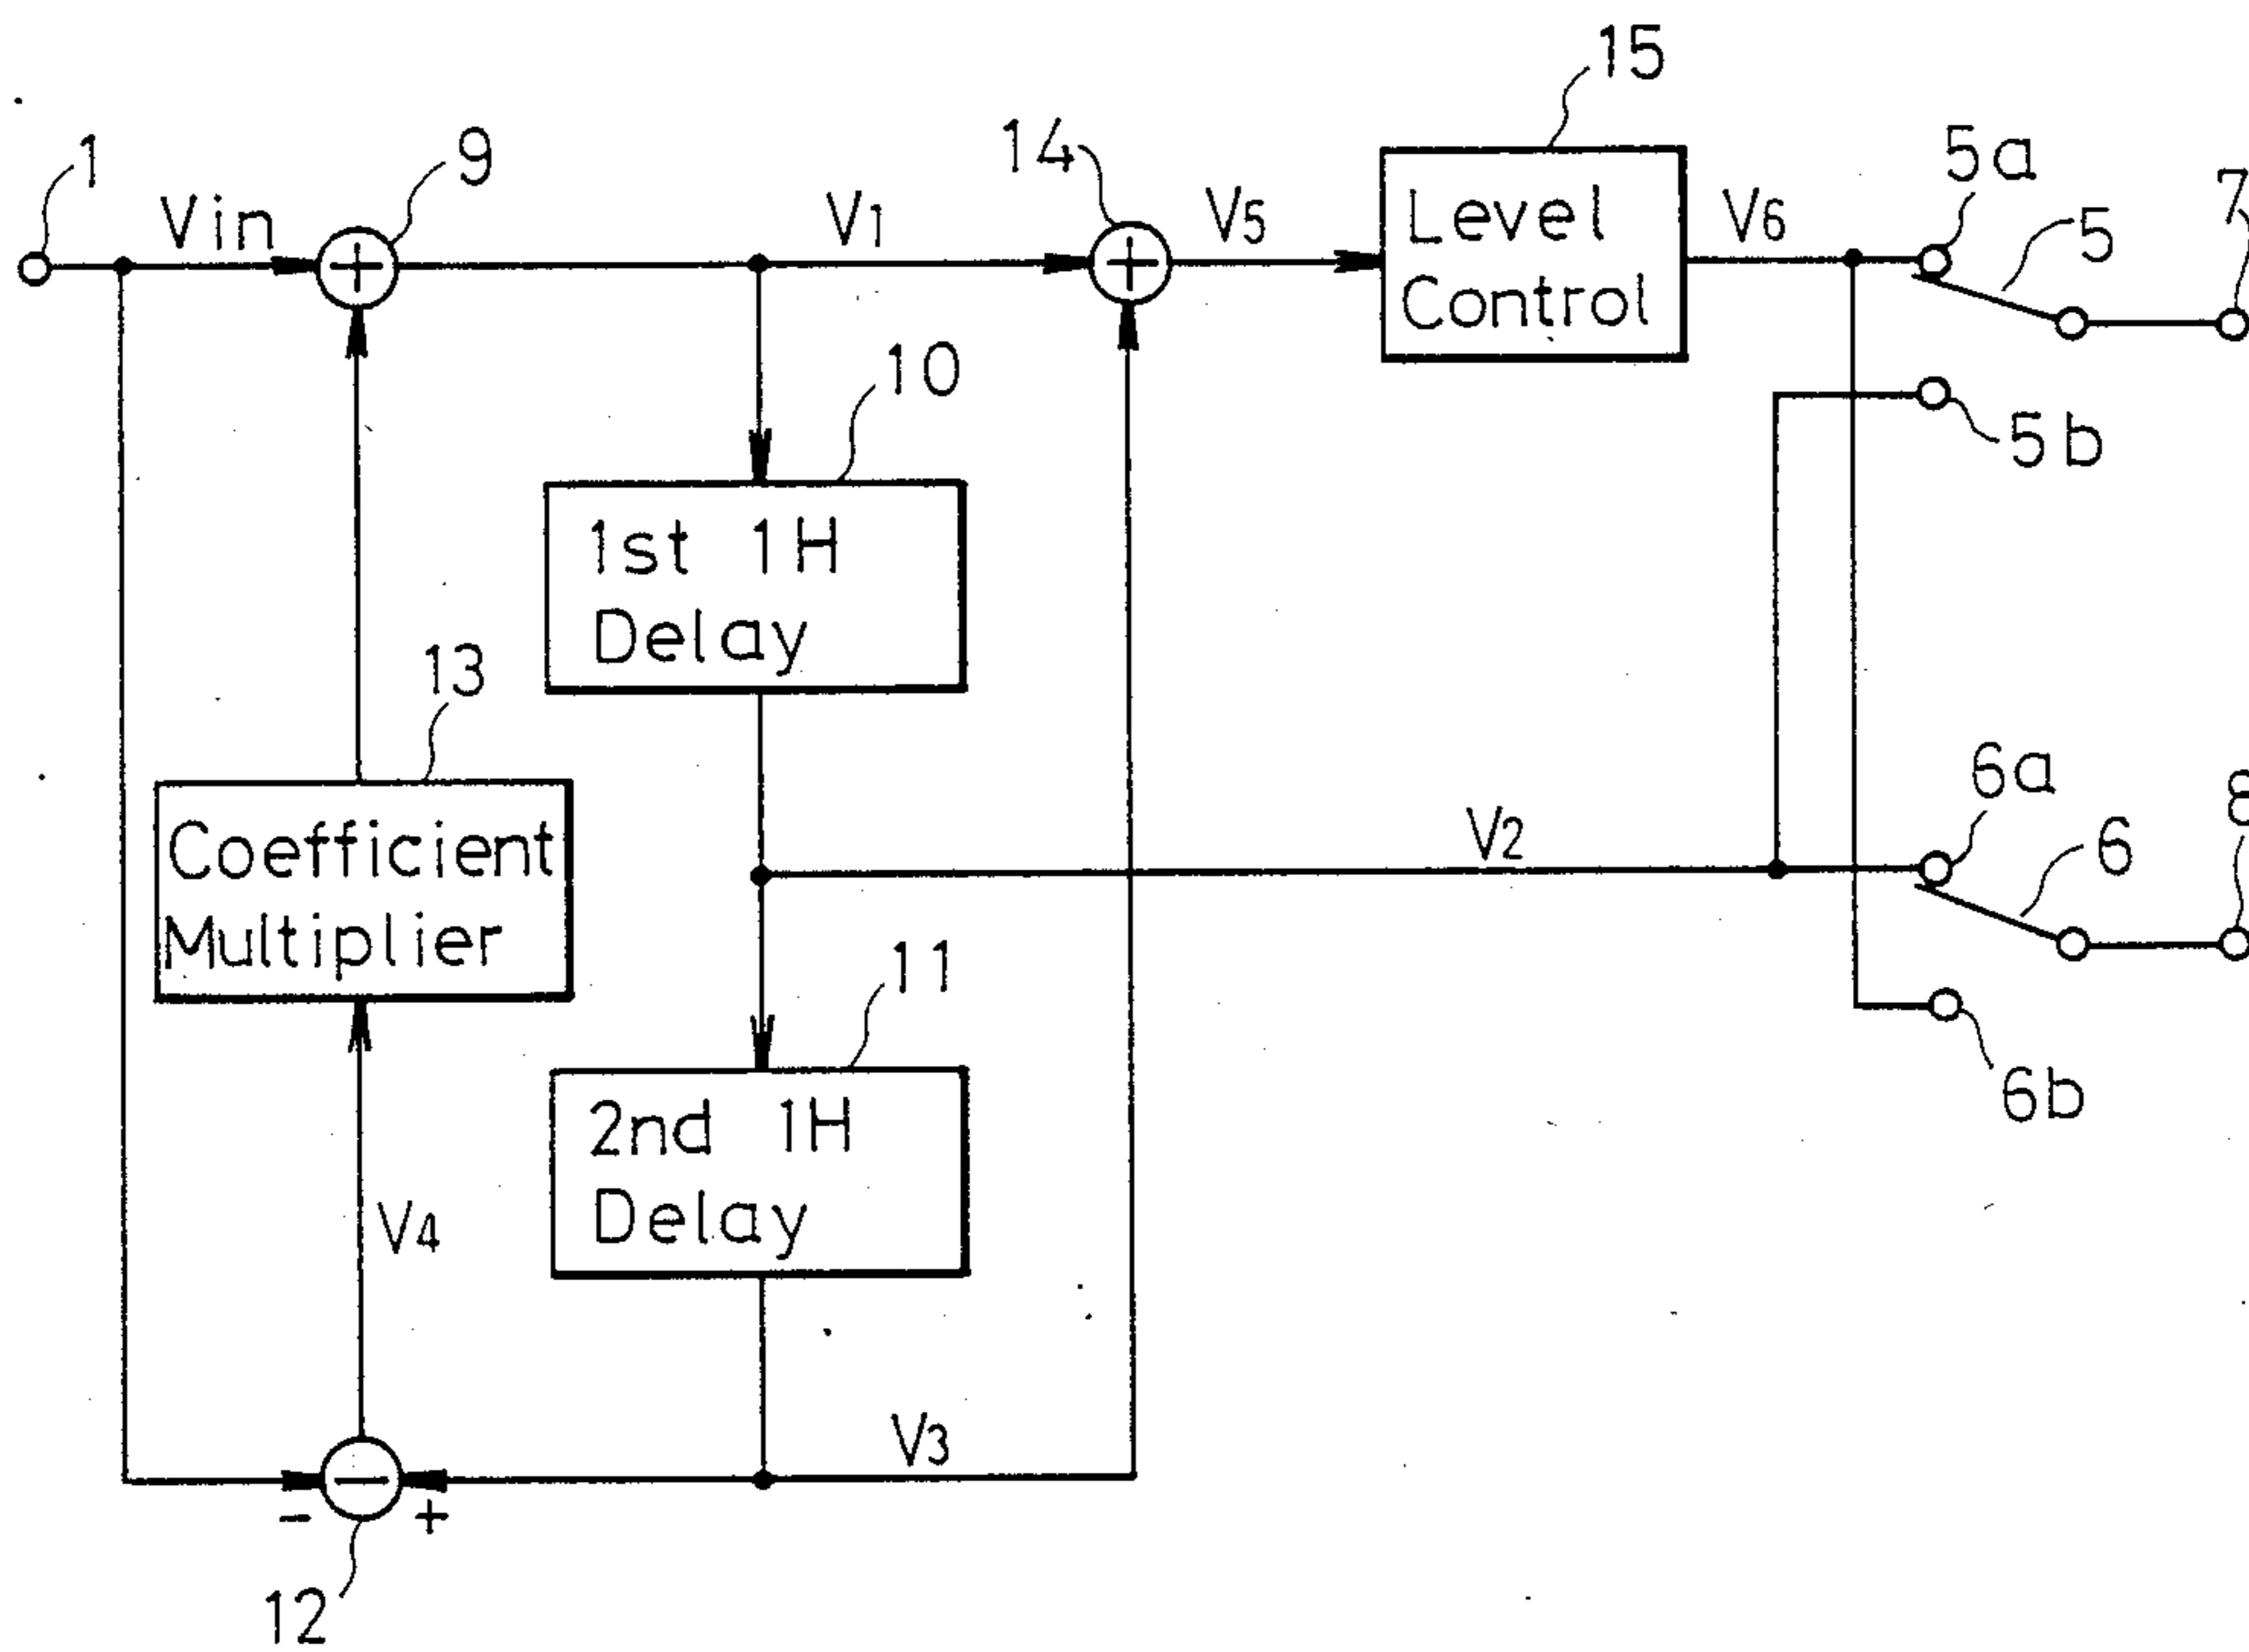 15
1
9
14
5a
7
Vin
V1
V5
Level
Control
V6
5
10
5b
1st 1H
Delay
13
6a
8
Coefficient
Multiplier
V2
6
11
6b
2nd 1H
Delay
V4
V3
- +
12